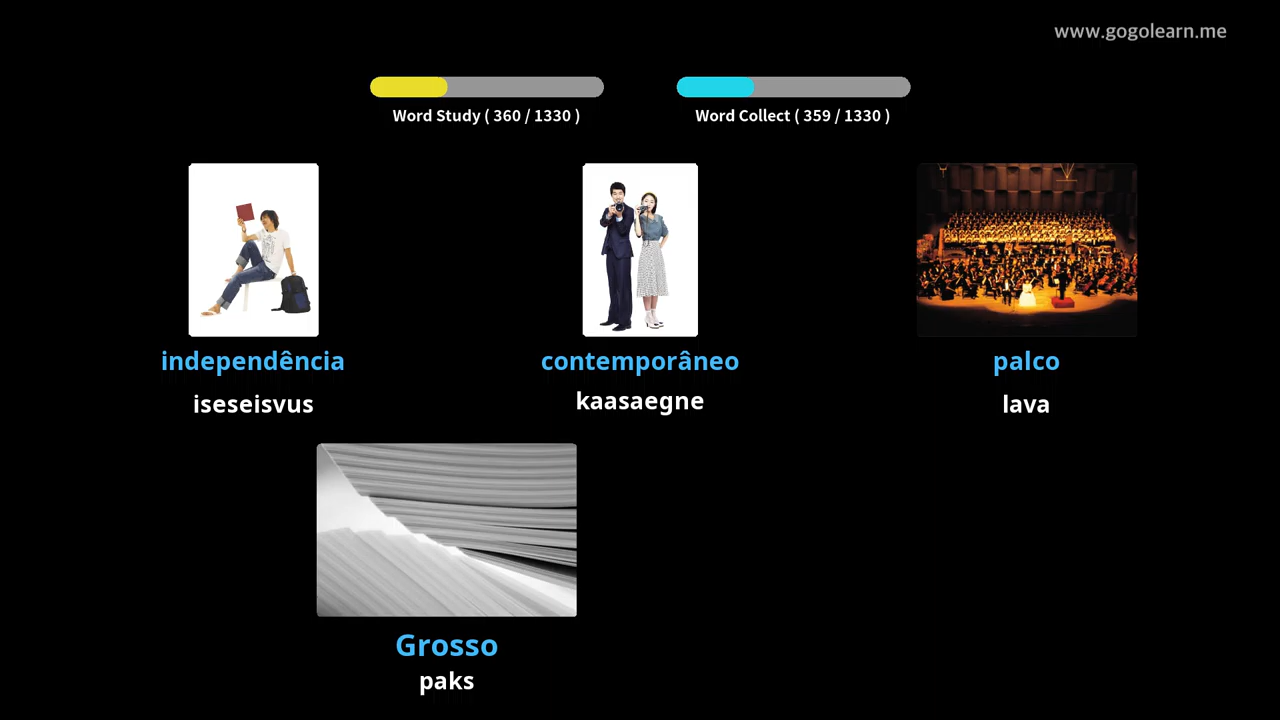 www.gogolearn.me
Word Study ( 360 / 1330 )
Word Collect ( 359 / 1330 )
independência
contemporâneo
palco
iseseisvus
kaasaegne
lava
Grosso
paks